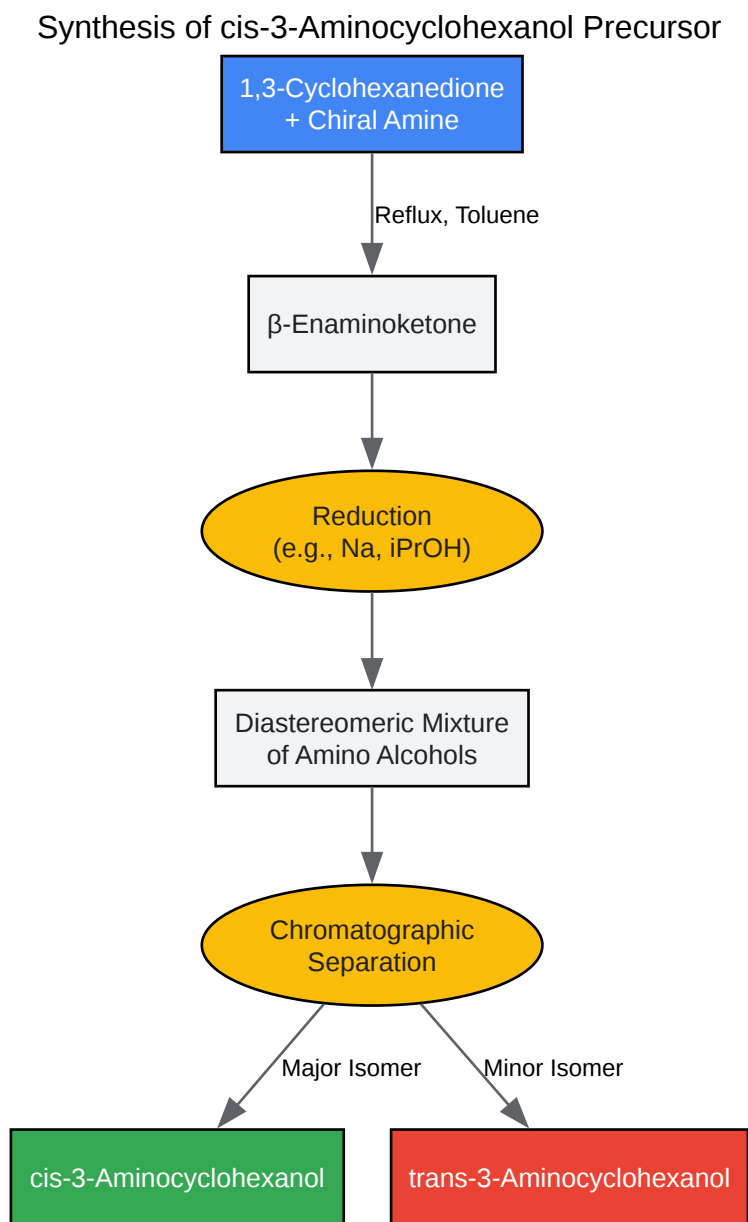 Synthesis of cis-3-Aminocyclohexanol Precursor
1,3-Cyclohexanedione
+ Chiral Amine
Reflux, Toluene
β-Enaminoketone
Reduction
(e.g., Na, iPrOH)
Diastereomeric Mixture
of Amino Alcohols
Chromatographic
Separation
Major Isomer
Minor Isomer
cis-3-Aminocyclohexanol
trans-3-Aminocyclohexanol